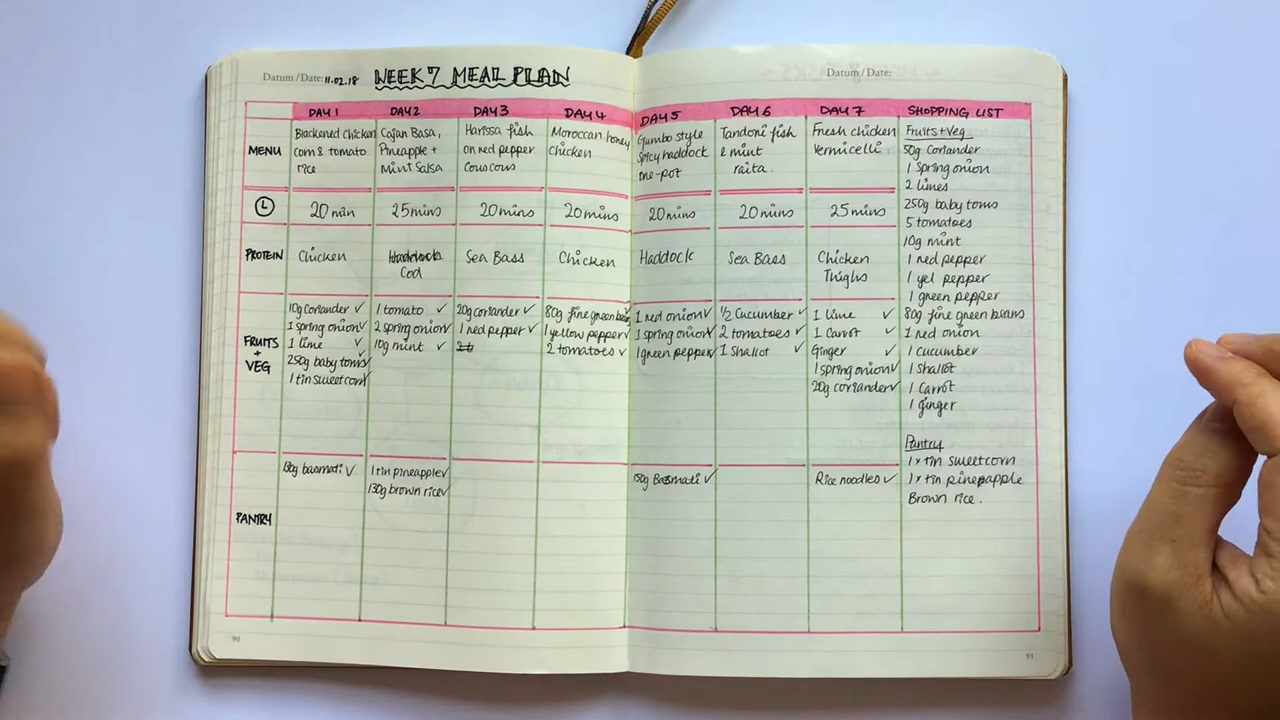 Datum/Date: 11.02.18 WEEK 7 MEAL PLAN
Datum/Date:
DAY 1 DAY 2 DAY 3 DAY 4 DAY 5 DAY 6 DAY 7 SHOPPING LIST
MENU
Blackened chicken
corn & tomato
rice
Cajan Basa,
Pineapple +
Mint Salsa
Harissa fish
on red pepper
Couscous
Moroccan honey
chicken
Gumbo style
spicy haddock
one-pot
Tandoni fish
& mint
raita.
Fresh chicken
Vermicelli
20 min 25 mins 20 mins 20 mins 20 mins 20 mins 25 mins
PROTEIN
Chicken
Haddock
Cod
Sea Bass
Chicken
Haddock
Sea Bass
Chicken
Thighs
FRUITS
+
VEG
10g Coriander ✓
1 spring onion ✓
1 lime ✓
250g baby toms ✓
1 tin sweetcorn ✓
1 tomato ✓
2 spring onion ✓
10g mint ✓
20g coriander ✓
1 red pepper ✓
80g fine green beans ✓
1 yellow pepper ✓
2 tomatoes ✓
1 red onion ✓
1 spring onion ✓
1 green pepper ✓
1/2 Cucumber ✓
2 tomatoes ✓
1 shallot ✓
1 lime ✓
1 Carrot ✓
Ginger ✓
1 spring onion ✓
20g coriander ✓
PANTRY
basmati ✓
1 tin pineapple ✓
130g brown rice ✓
150g Basmati ✓
Rice noodles ✓
Fruits + Veg
50g Coriander
1 Spring onion
2 limes
250g baby toms
5 tomatoes
10g mint
1 red pepper
1 yel pepper
1 green pepper
80g fine green beans
1 red onion
1 cucumber
1 shallot
1 Carrot
1 ginger
Pantry
1 x tin sweetcorn
1 x tin pineapple
Brown rice.
90
91